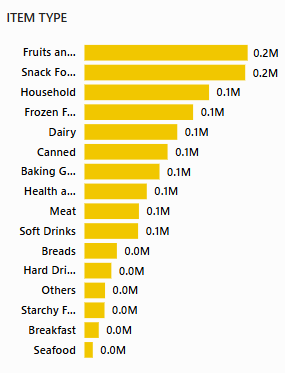 ITEM TYPE
Fruits an... 0.2M
Snack Fo... 0.2M
Household 0.1M
Frozen F... 0.1M
Dairy 0.1M
Canned 0.1M
Baking G... 0.1M
Health a... 0.1M
Meat 0.1M
Soft Drinks 0.1M
Breads 0.0M
Hard Dri... 0.0M
Others 0.0M
Starchy F... 0.0M
Breakfast 0.0M
Seafood 0.0M